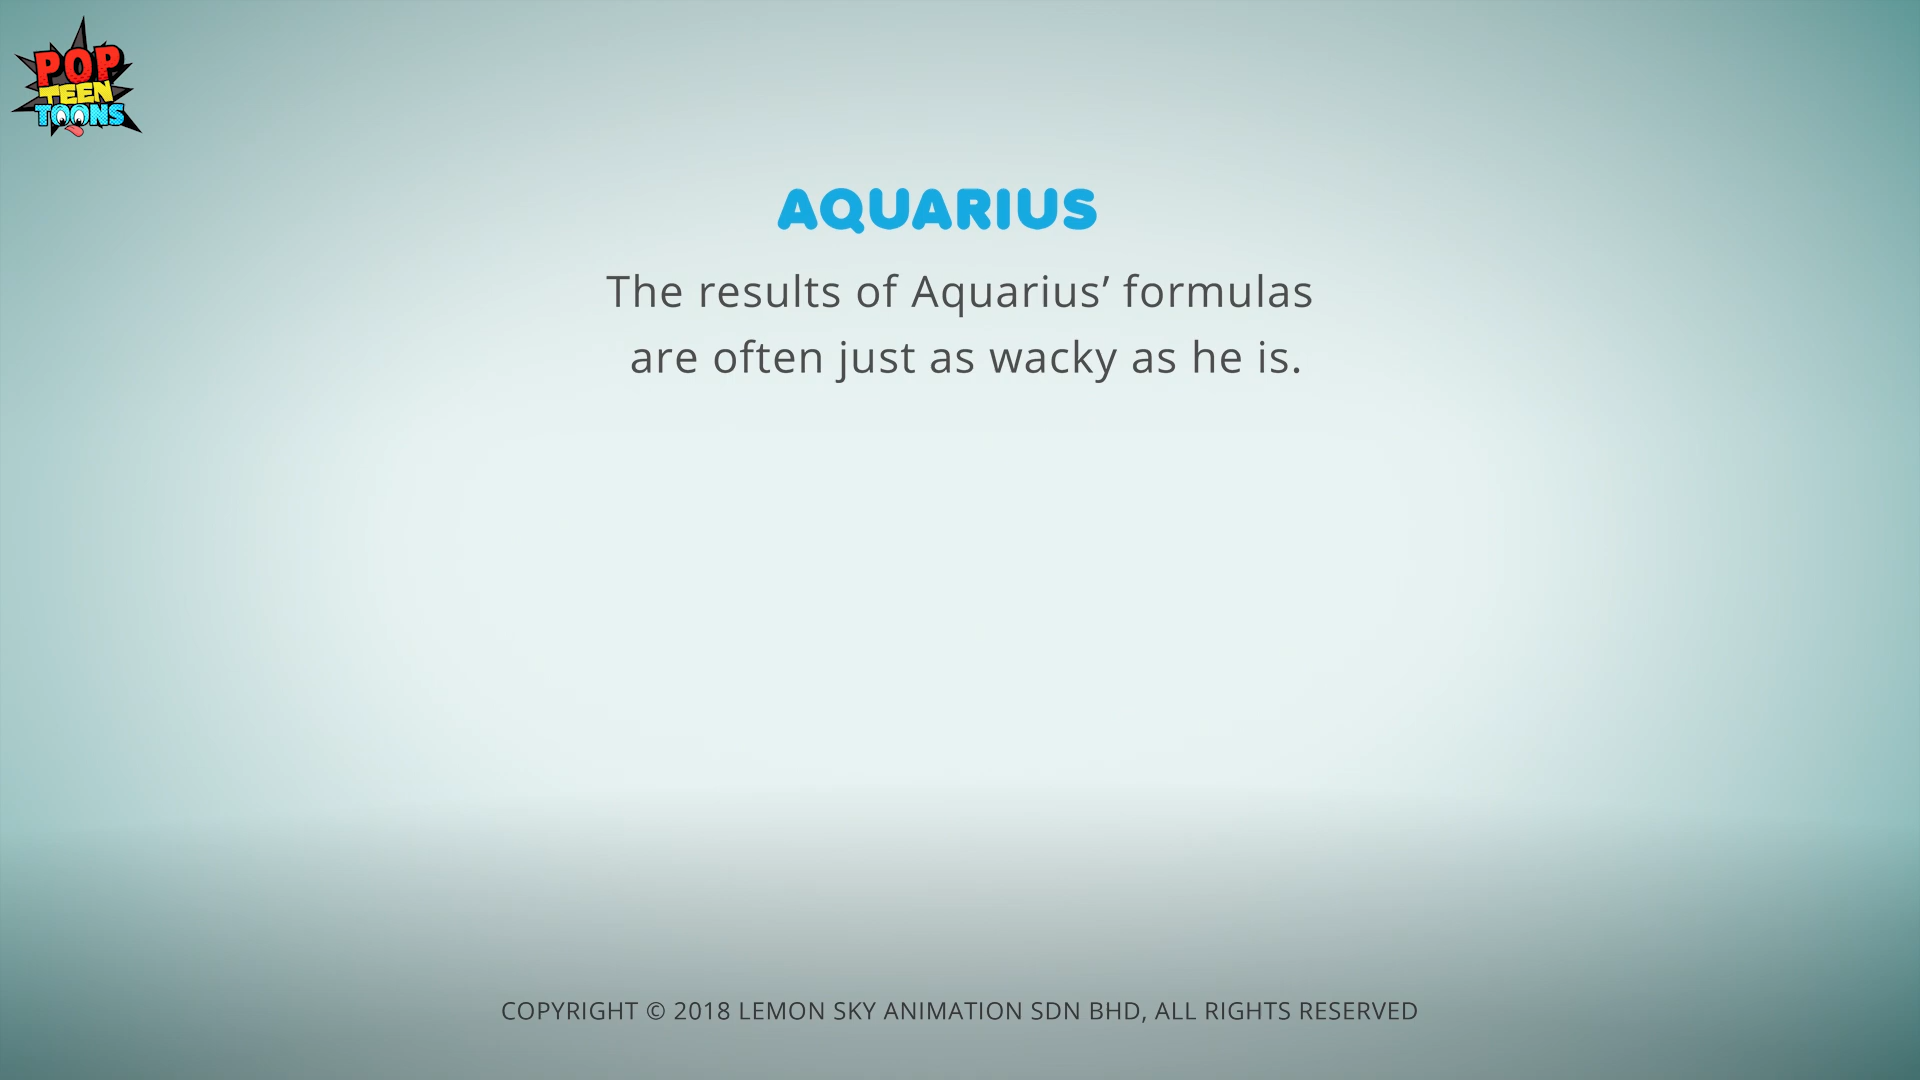 POP
TEEN
TOONS
AQUARIUS
The results of Aquarius’ formulas
are often just as wacky as he is.
COPYRIGHT © 2018 LEMON SKY ANIMATION SDN BHD, ALL RIGHTS RESERVED